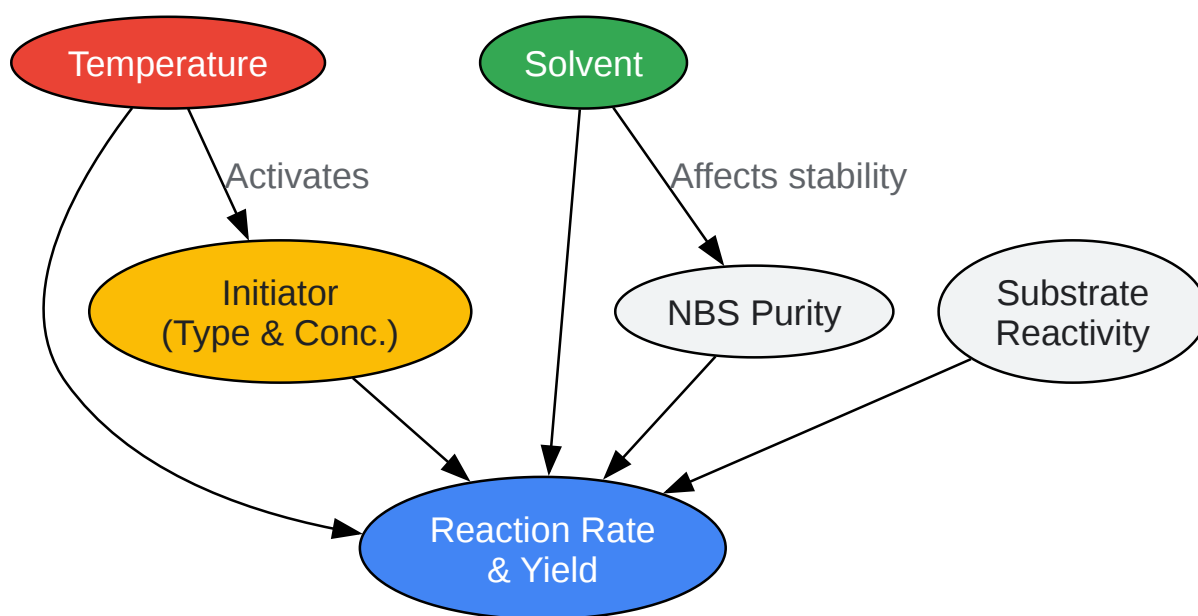 Temperature
Solvent
Activates
Affects stability
Initiator
(Type & Conc.)
NBS Purity
Substrate
Reactivity
Reaction Rate
& Yield